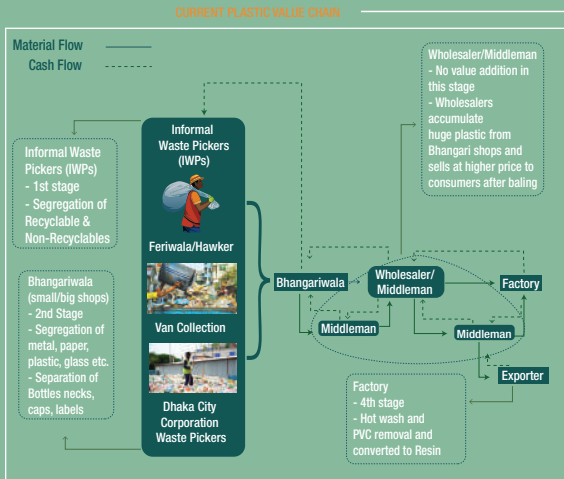 CURRENT PLASTIC VALUE CHAIN
Material Flow
Cash Flow
Informal Waste
Pickers (IWPs)
- 1st stage
- Segregation of
Recyclable &
Non-Recyclables
Bhangariwala
(small/big shops)
- 2nd Stage
- Segregation of
metal, paper,
plastic, glass etc.
- Separation of
Bottles necks,
caps, labels
Informal
Waste Pickers
(IWPs)
Feriwala/Hawker
Van Collection
Dhaka City
Corporation
Waste Pickers
Bhangariwala
Middleman
Wholesaler/
Middleman
Middleman
Factory
Exporter
Wholesaler/Middleman
- No value addition in
this stage
- Wholesalers
accumulate
huge plastic from
Bhangari shops and
sells at higher price to
consumers after baling
Factory
- 4th stage
- Hot wash and
PVC removal and
converted to Resin